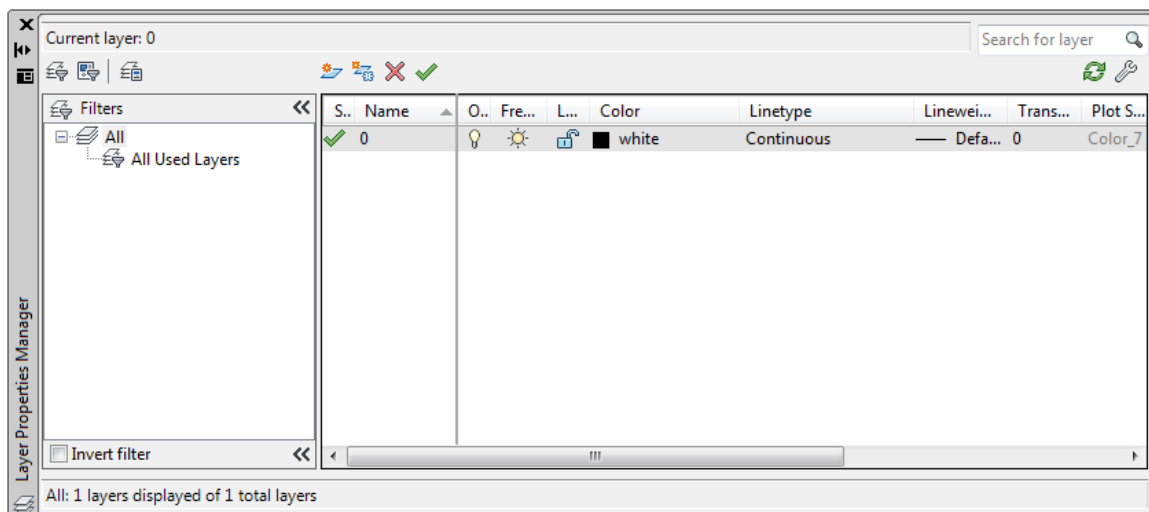 Current layer: 0
Search for layer
Filters
S.. Name O.. Fre... L... Color Linetype Linewei... Trans... Plot S...
All
0 white Continuous Defa... 0 Color_7
All Used Layers
Layer Properties Manager
Invert filter
All: 1 layers displayed of 1 total layers